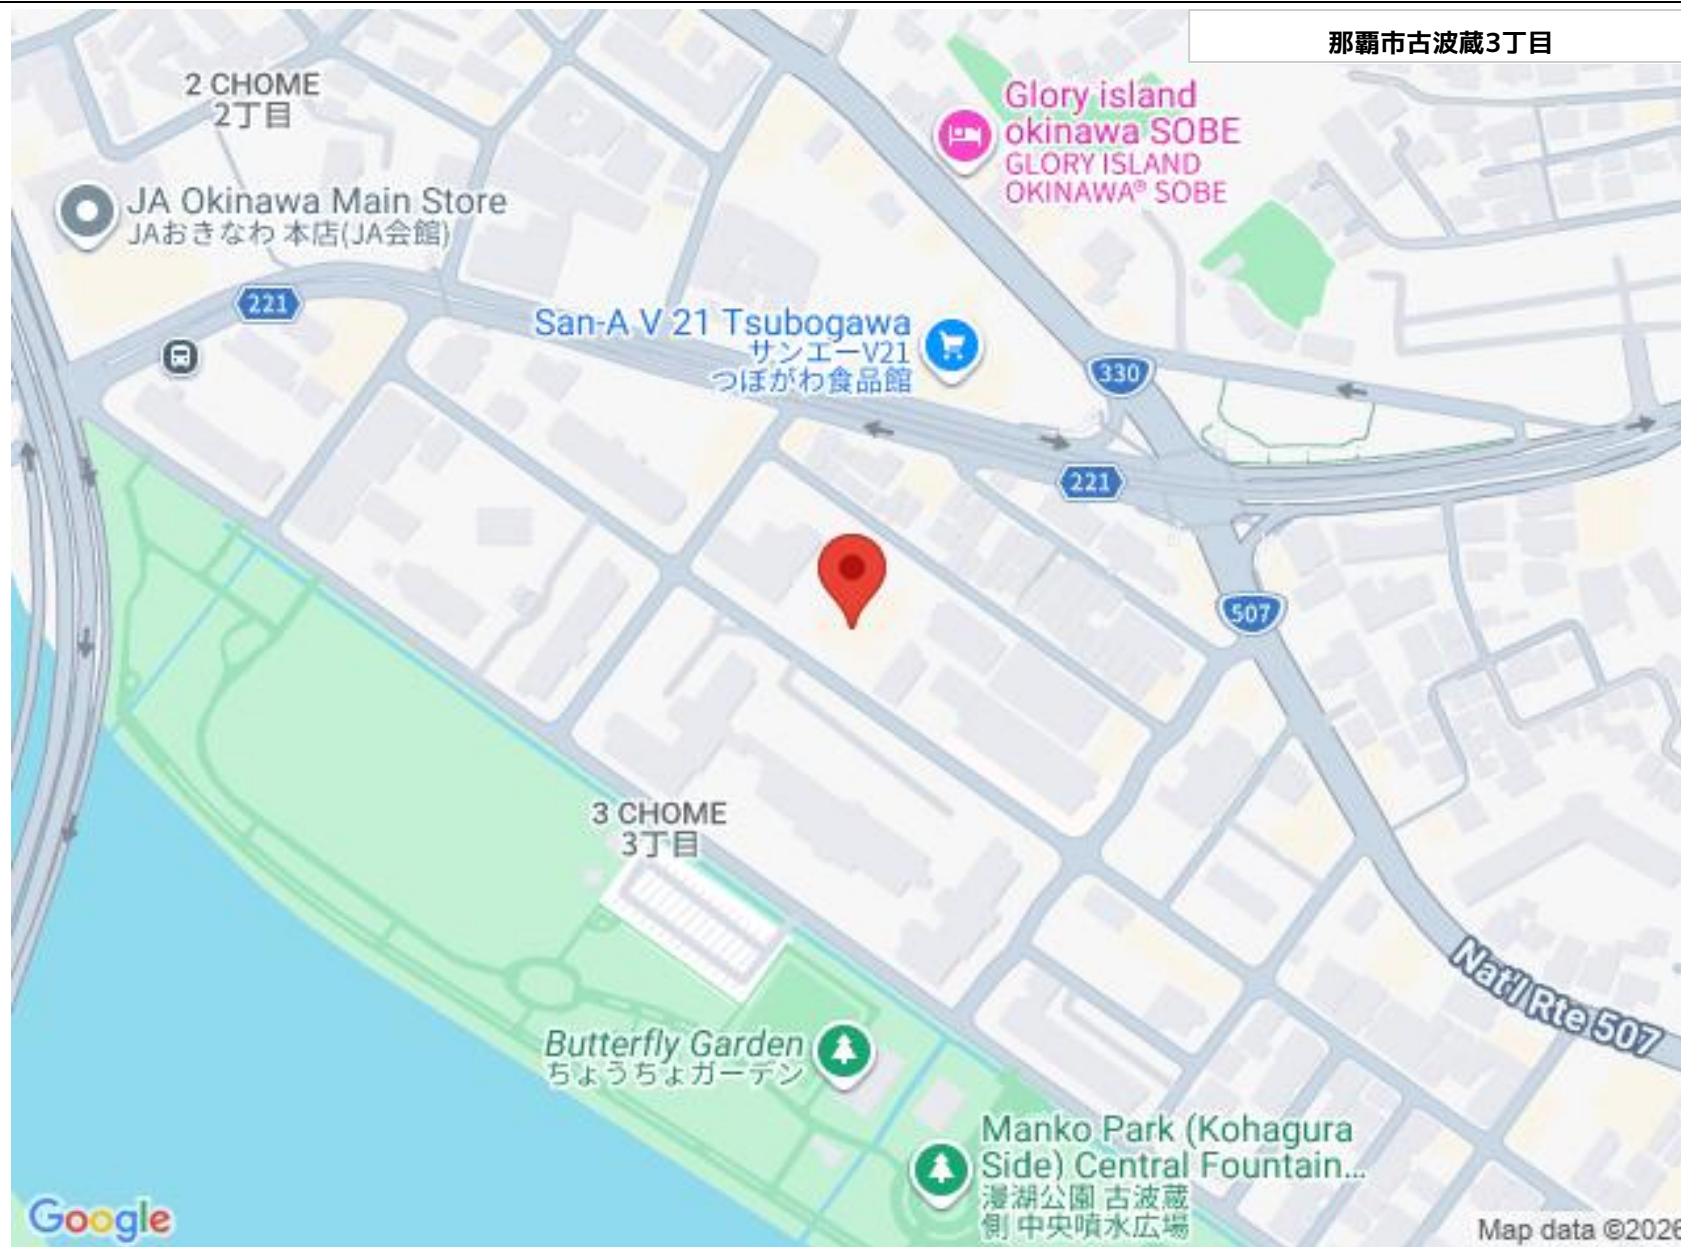 那覇市古波蔵3丁目
2 CHOME
2丁目
Glory island
okinawa SOBE
GLORY ISLAND
OKINAWA® SOBE
JA Okinawa Main Store
JAおきなわ 本店(JA会館)
221
San-A V 21 Tsubogawa
サンエーV21
つぼがわ食品館
330
221
507
3 CHOME
3丁目
Nat'l Rte 507
Butterfly Garden
ちょうちょガーデン
Manko Park (Kohagura
Side) Central Fountain...
漫湖公園 古波蔵
側 中央噴水広場
Google
Map data ©2026